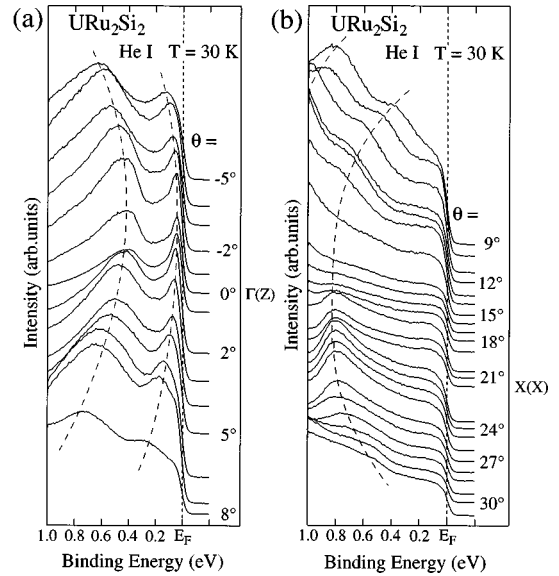 (a)
URu2Si2
He I T = 30 K
θ =
-5°
-2°
0° Γ(Z)
2°
5°
8°
Intensity (arb.units)
1.0 0.8 0.6 0.4 0.2 EF
Binding Energy (eV)
(b)
URu2Si2
He I T = 30 K
θ =
9°
12°
15°
18°
21°
X(X)
24°
27°
30°
Intensity (arb.units)
1.0 0.8 0.6 0.4 0.2 EF
Binding Energy (eV)